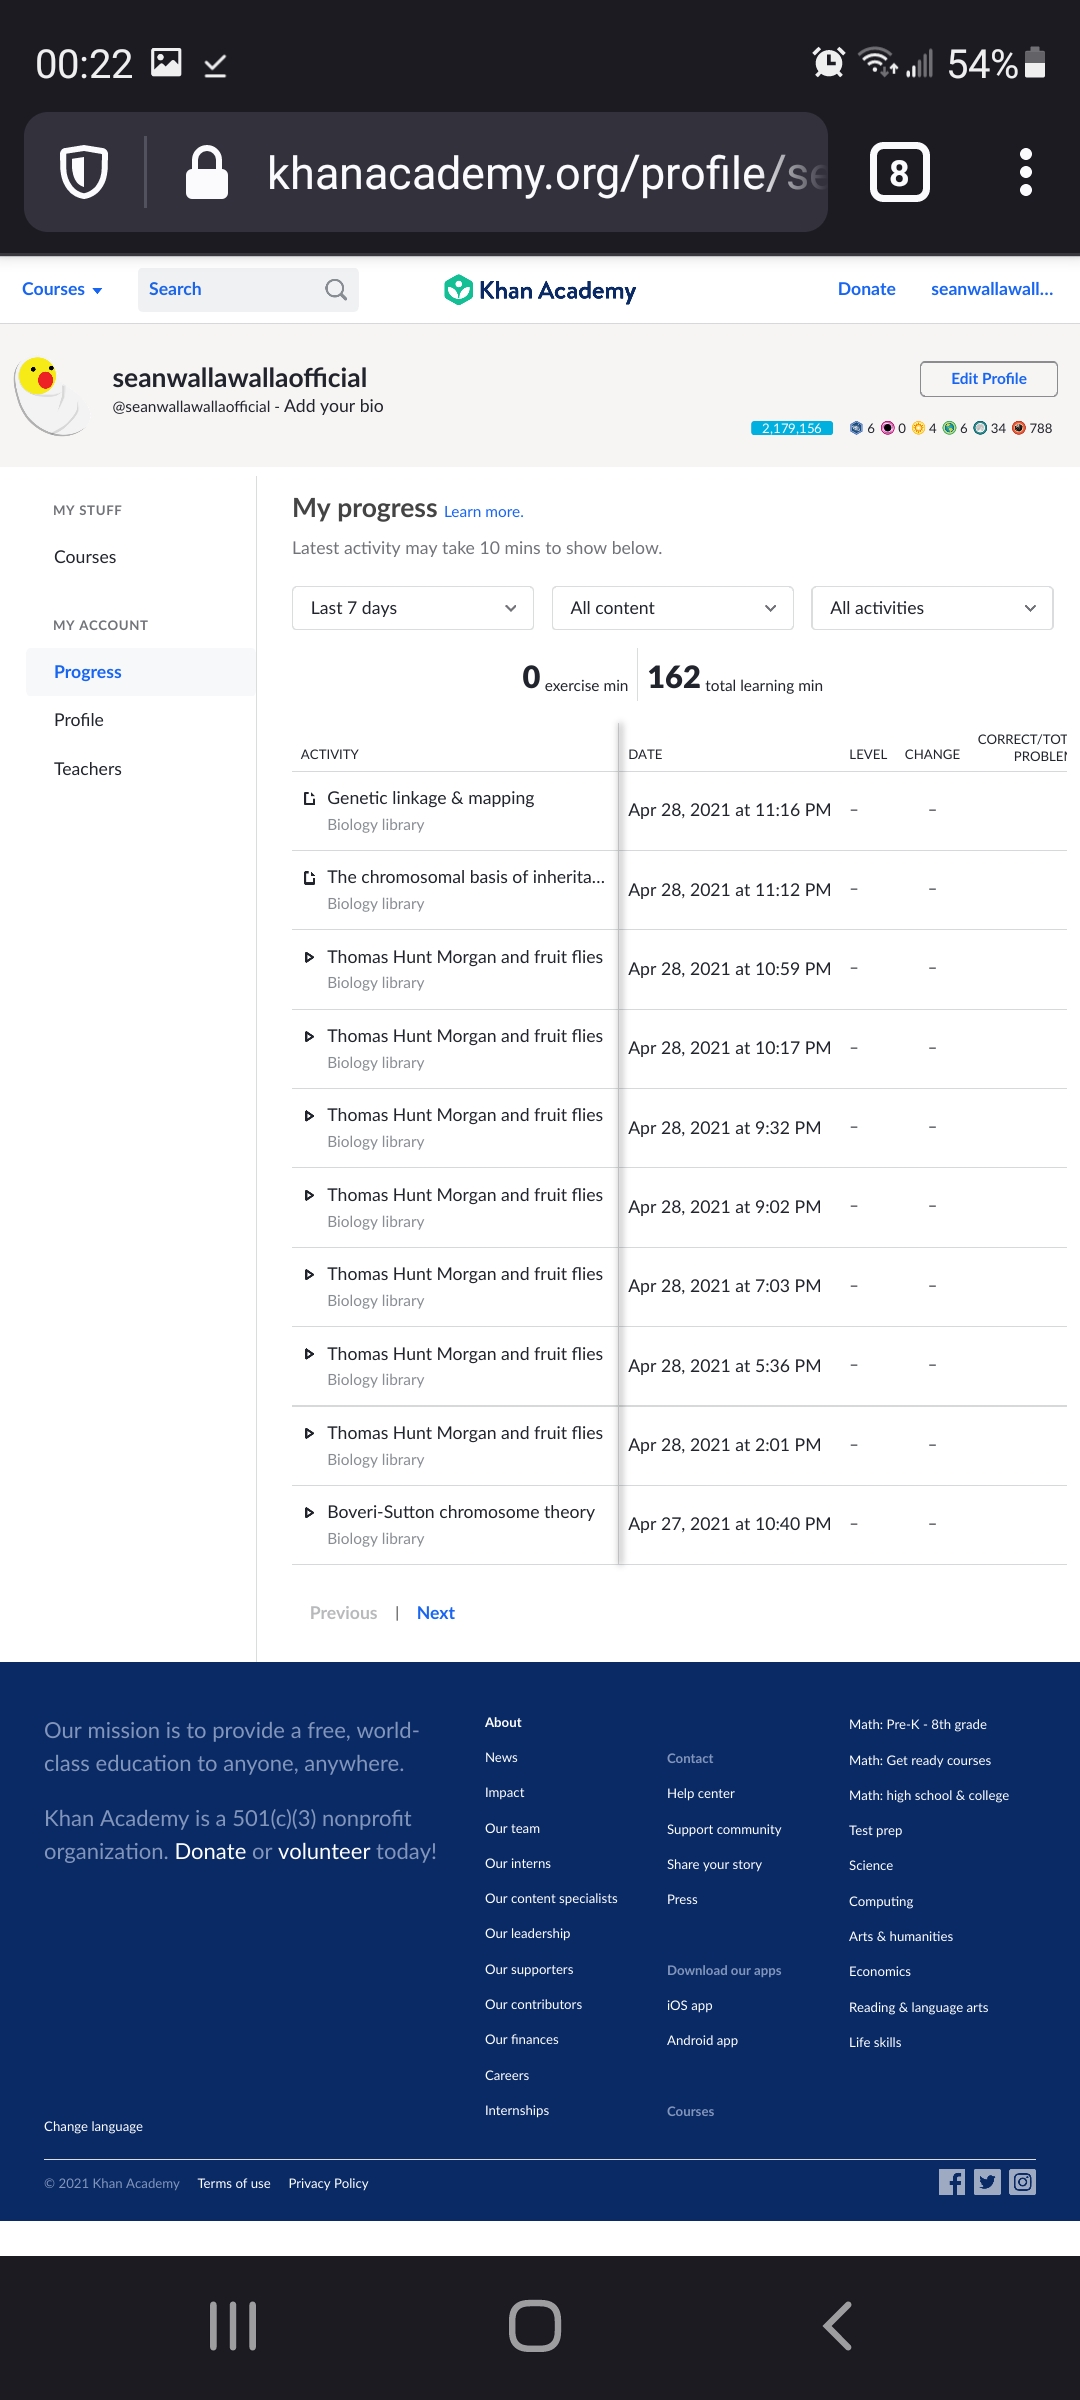 00:22
54%
khanacademy.org/profile/se
8
Courses
Search
Khan Academy
Donate
seanwallawall...
seanwallawallaofficial
@seanwallawallaofficial - Add your bio
Edit Profile
2,179,156
6
0
4
6
34
788
MY STUFF
Courses
MY ACCOUNT
Progress
Profile
Teachers
My progress Learn more.
Latest activity may take 10 mins to show below.
Last 7 days
All content
All activities
0 exercise min
162 total learning min
ACTIVITY
DATE
LEVEL
CHANGE
CORRECT/TOT
PROBLEM
Genetic linkage & mapping
Biology library
Apr 28, 2021 at 11:16 PM
–
–
The chromosomal basis of inherita...
Biology library
Apr 28, 2021 at 11:12 PM
–
–
Thomas Hunt Morgan and fruit flies
Biology library
Apr 28, 2021 at 10:59 PM
–
–
Thomas Hunt Morgan and fruit flies
Biology library
Apr 28, 2021 at 10:17 PM
–
–
Thomas Hunt Morgan and fruit flies
Biology library
Apr 28, 2021 at 9:32 PM
–
–
Thomas Hunt Morgan and fruit flies
Biology library
Apr 28, 2021 at 9:02 PM
–
–
Thomas Hunt Morgan and fruit flies
Biology library
Apr 28, 2021 at 7:03 PM
–
–
Thomas Hunt Morgan and fruit flies
Biology library
Apr 28, 2021 at 5:36 PM
–
–
Thomas Hunt Morgan and fruit flies
Biology library
Apr 28, 2021 at 2:01 PM
–
–
Boveri-Sutton chromosome theory
Biology library
Apr 27, 2021 at 10:40 PM
–
–
Previous | Next
Our mission is to provide a free, world-
class education to anyone, anywhere.
Khan Academy is a 501(c)(3) nonprofit
organization. Donate or volunteer today!
Change language
About
News
Impact
Our team
Our interns
Our content specialists
Our leadership
Our supporters
Our contributors
Our finances
Careers
Internships
Contact
Help center
Support community
Share your story
Press
Download our apps
iOS app
Android app
Courses
Math: Pre-K - 8th grade
Math: Get ready courses
Math: high school & college
Test prep
Science
Computing
Arts & humanities
Economics
Reading & language arts
Life skills
© 2021 Khan Academy
Terms of use
Privacy Policy